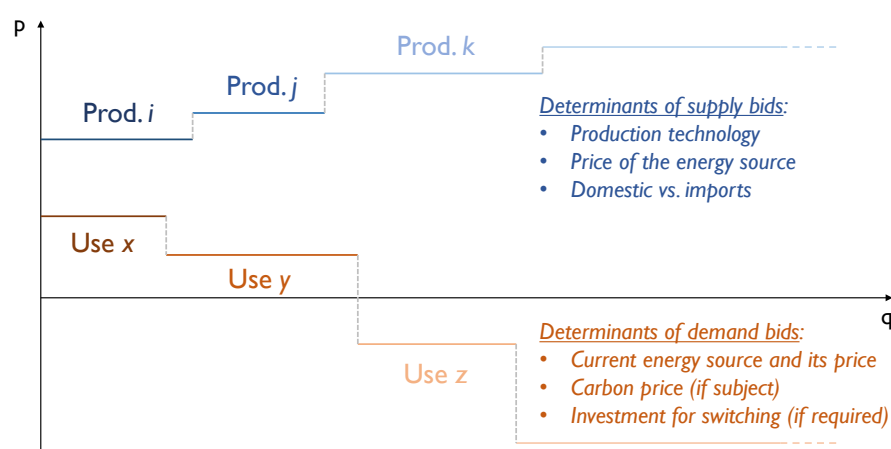 p
Prod. k
Prod. j
Prod. i
Determinants of supply bids:
• Production technology
• Price of the energy source
• Domestic vs. imports
Use x
Use y
q
Determinants of demand bids:
• Current energy source and its price
• Carbon price (if subject)
• Investment for switching (if required)
Use z